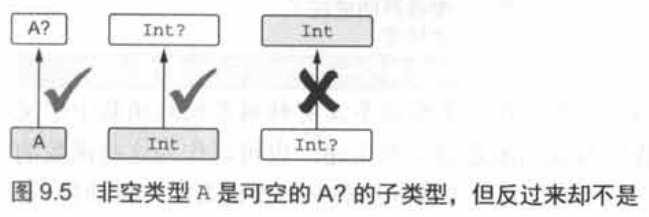 A? Int? Int
A Int Int?
图 9.5 非空类型 A 是可空的 A? 的子类型，但反过来却不是